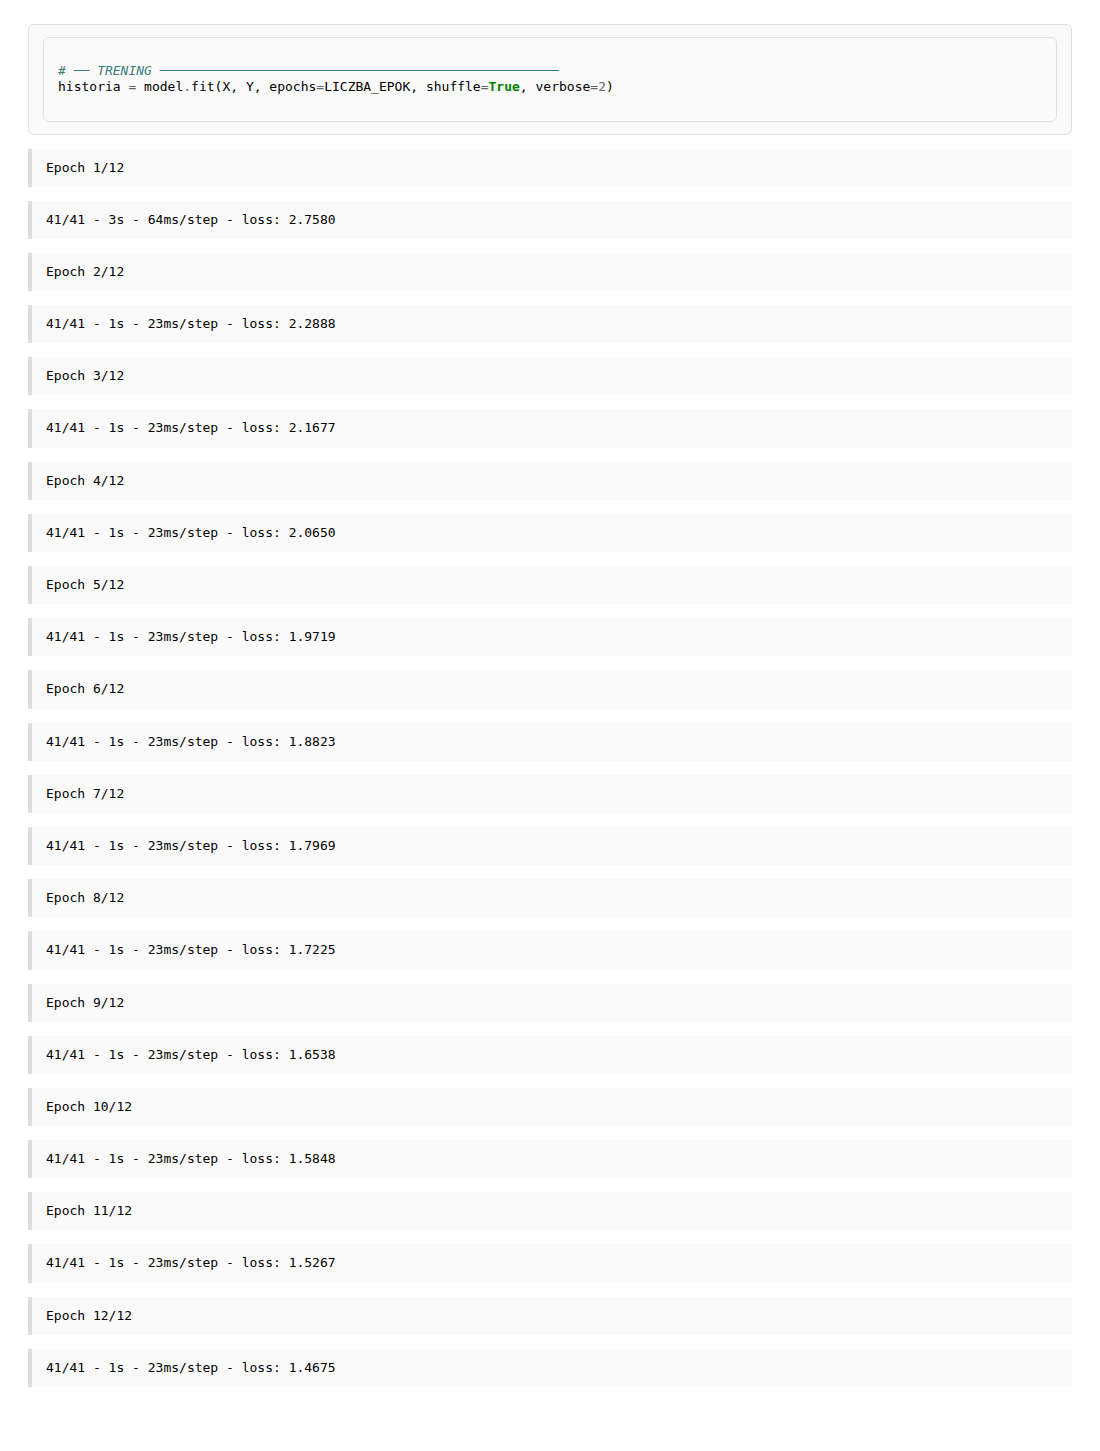 # ── TRENING ───────────────────────────────────────────────────
historia = model.fit(X, Y, epochs=LICZBA_EPOK, shuffle=True, verbose=2)
Epoch 1/12
41/41 - 3s - 64ms/step - loss: 2.7580
Epoch 2/12
41/41 - 1s - 23ms/step - loss: 2.2888
Epoch 3/12
41/41 - 1s - 23ms/step - loss: 2.1677
Epoch 4/12
41/41 - 1s - 23ms/step - loss: 2.0650
Epoch 5/12
41/41 - 1s - 23ms/step - loss: 1.9719
Epoch 6/12
41/41 - 1s - 23ms/step - loss: 1.8823
Epoch 7/12
41/41 - 1s - 23ms/step - loss: 1.7969
Epoch 8/12
41/41 - 1s - 23ms/step - loss: 1.7225
Epoch 9/12
41/41 - 1s - 23ms/step - loss: 1.6538
Epoch 10/12
41/41 - 1s - 23ms/step - loss: 1.5848
Epoch 11/12
41/41 - 1s - 23ms/step - loss: 1.5267
Epoch 12/12
41/41 - 1s - 23ms/step - loss: 1.4675